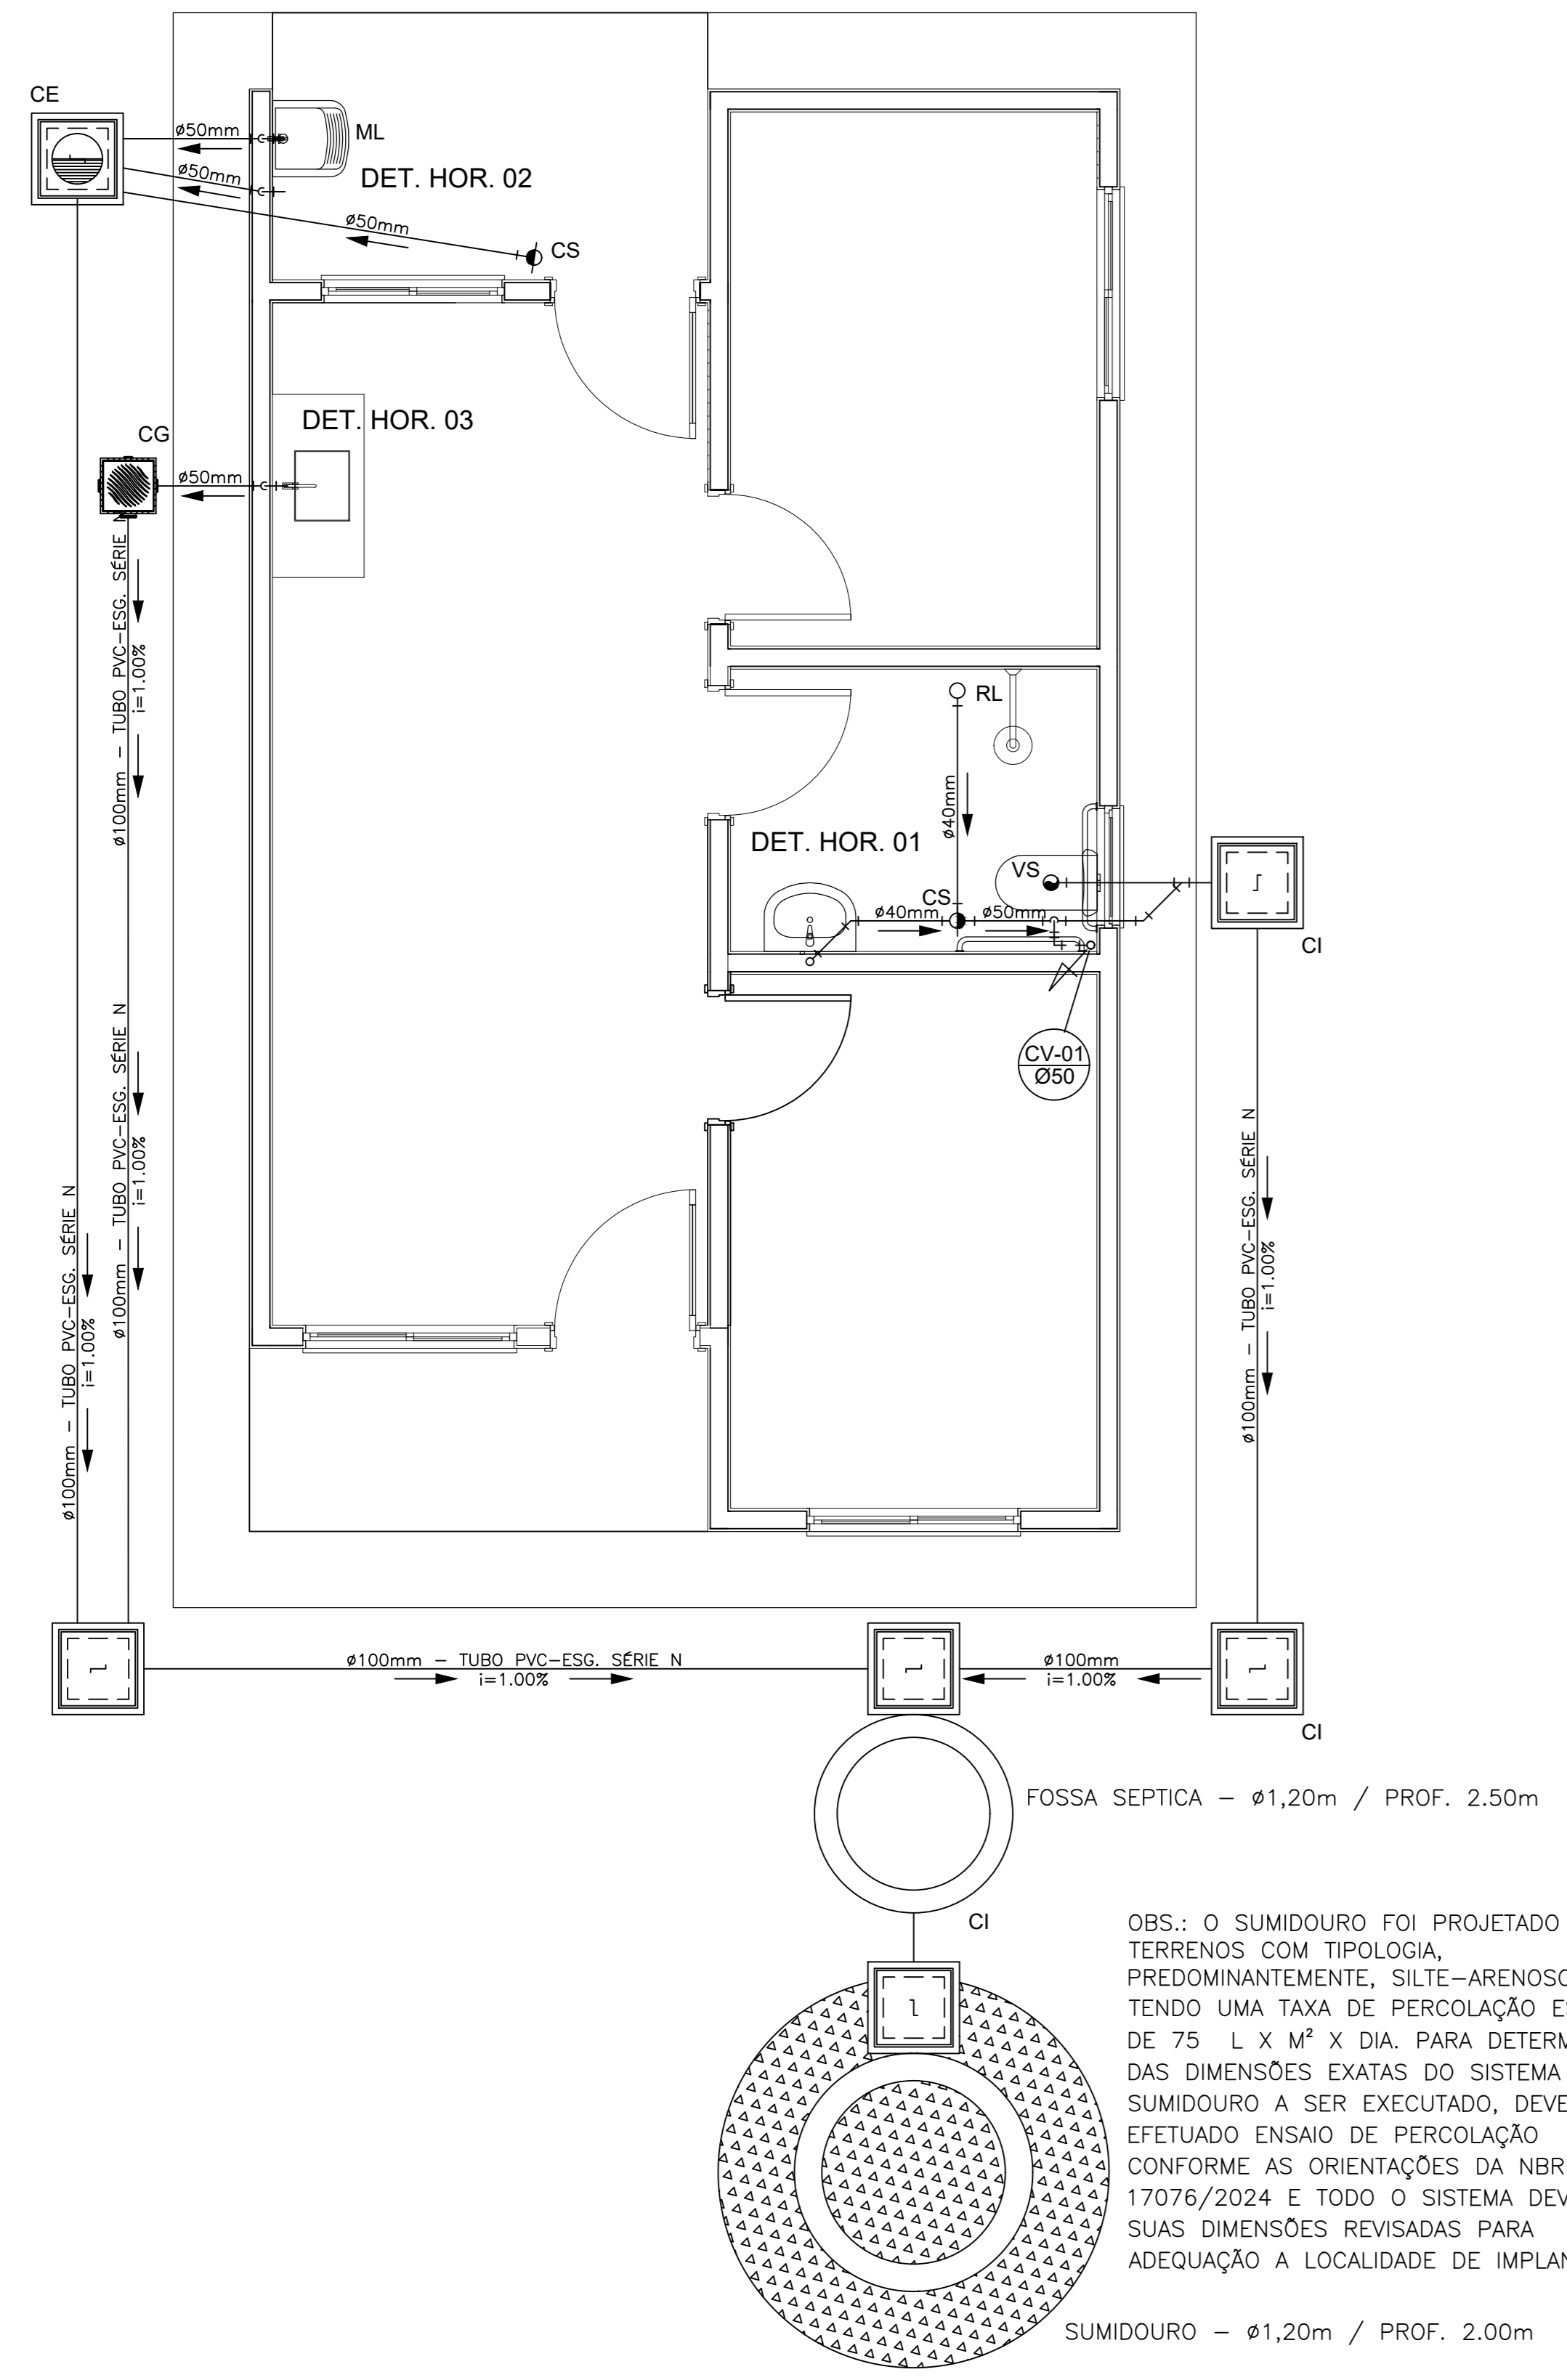 CE
ø50mm
ML
DET. HOR. 02
ø50mm
ø50mm
CS
DET. HOR. 03
CG
ø50mm
ø100mm – TUBO PVC–ESG. SÉRIE
i=1.00%
RL
ø40mm
DET. HOR. 01
VS
CS
ø40mm
ø50mm
CI
CV-01
Ø50
ø100mm – TUBO PVC–ESG. SÉRIE N
i=1.00%
ø100mm – TUBO PVC–ESG. SÉRIE N
i=1.00%
ø100mm – TUBO PVC–ESG. SÉRIE N
i=1.00%
ø100mm – TUBO PVC–ESG. SÉRIE N
i=1.00%
ø100mm
i=1.00%
CI
FOSSA SEPTICA – ø1,20m / PROF. 2.50m
CI
OBS.: O SUMIDOURO FOI PROJETADO
TERRENOS COM TIPOLOGIA,
PREDOMINANTEMENTE, SILTE–ARENOSO
TENDO UMA TAXA DE PERCOLAÇÃO
DE 75 L X M² X DIA. PARA
DAS DIMENSÕES EXATAS DO SISTEMA
SUMIDOURO A SER EXECUTADO, DEVE
EFETUADO ENSAIO DE PERCOLAÇÃO
CONFORME AS ORIENTAÇÕES DA NBR
17076/2024 E TODO O SISTEMA
SUAS DIMENSÕES REVISADAS PARA
ADEQUAÇÃO A LOCALIDADE DE
SUMIDOURO – ø1,20m / PROF. 2.00m